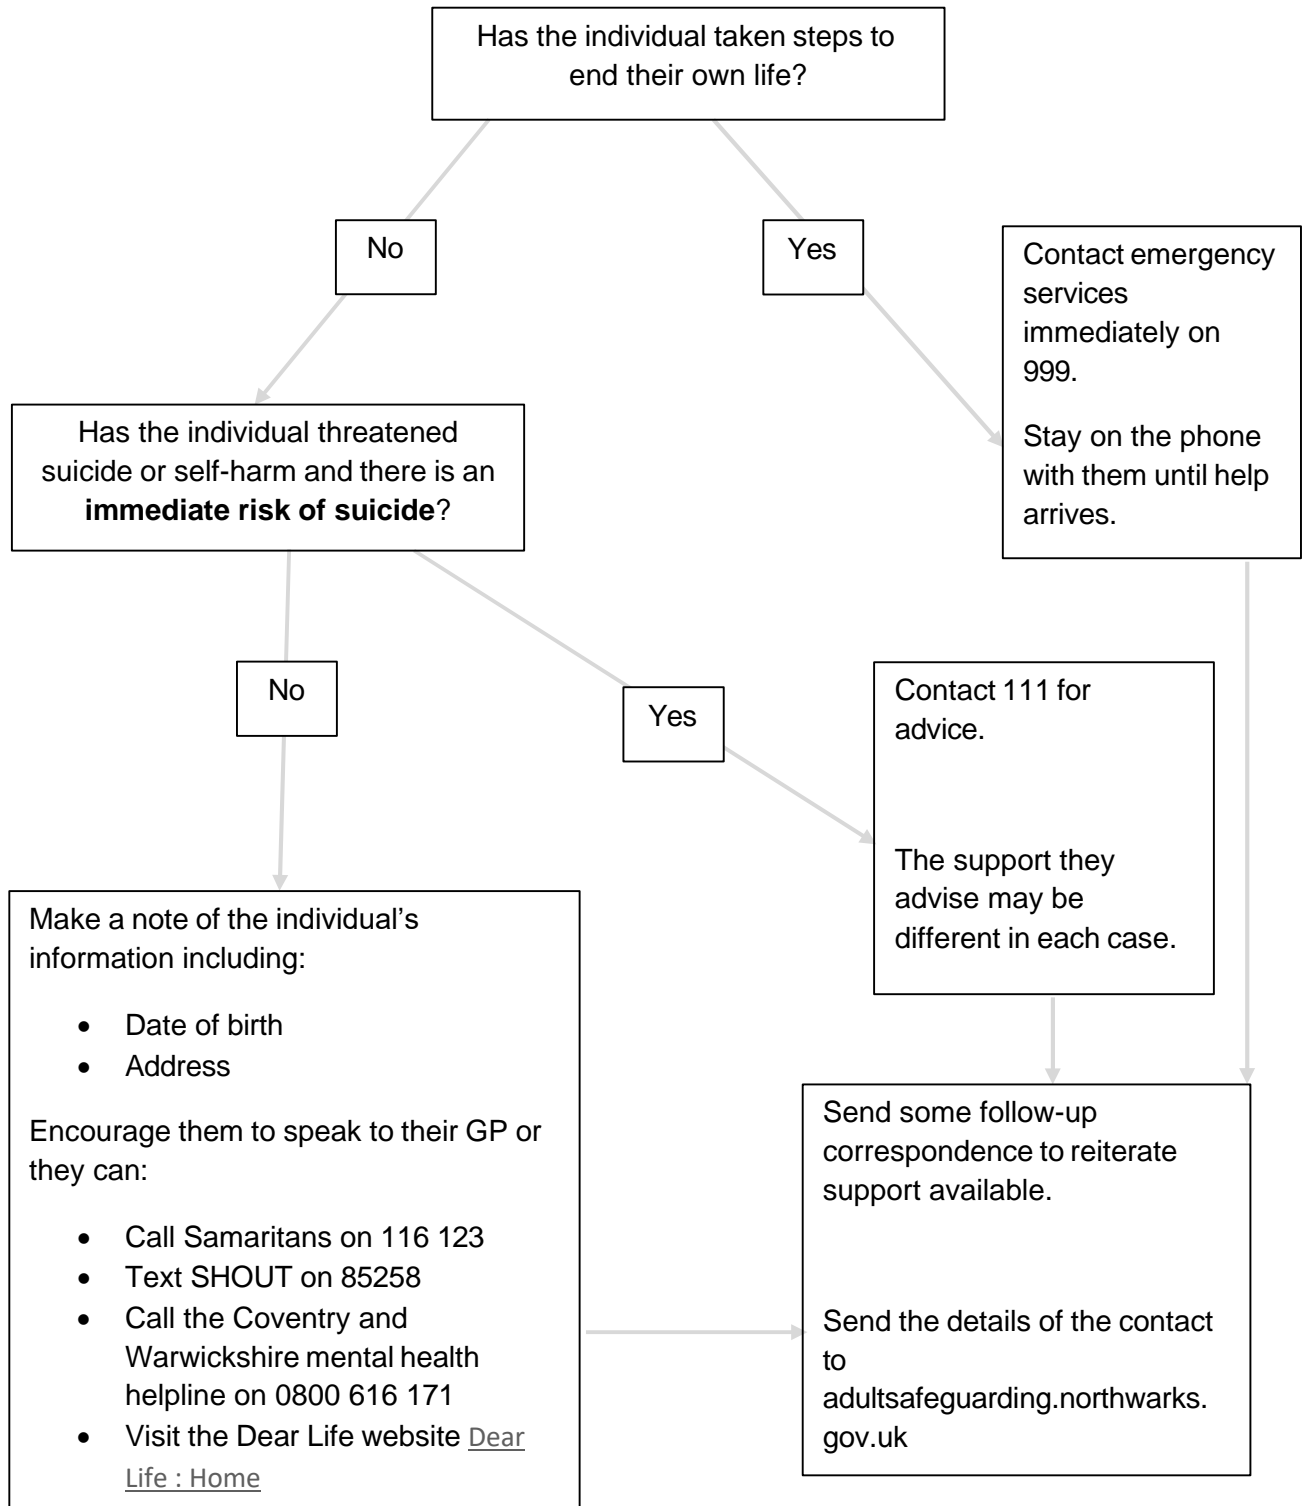 Has the individual taken steps to
end their own life?
No
Yes
Contact emergency
services
immediately on
999.
Stay on the phone
with them until help
arrives.
Has the individual threatened
suicide or self-harm and there is an
immediate risk of suicide?
No
Yes
Contact 111 for
advice.
The support they
advise may be
different in each case.
Make a note of the individual’s
information including:
• Date of birth
• Address
Encourage them to speak to their GP or
they can:
• Call Samaritans on 116 123
• Text SHOUT on 85258
• Call the Coventry and
Warwickshire mental health
helpline on 0800 616 171
• Visit the Dear Life website Dear
Life : Home
Send some follow-up
correspondence to reiterate
support available.
Send the details of the contact
to
adultsafeguarding.northwarks.
gov.uk